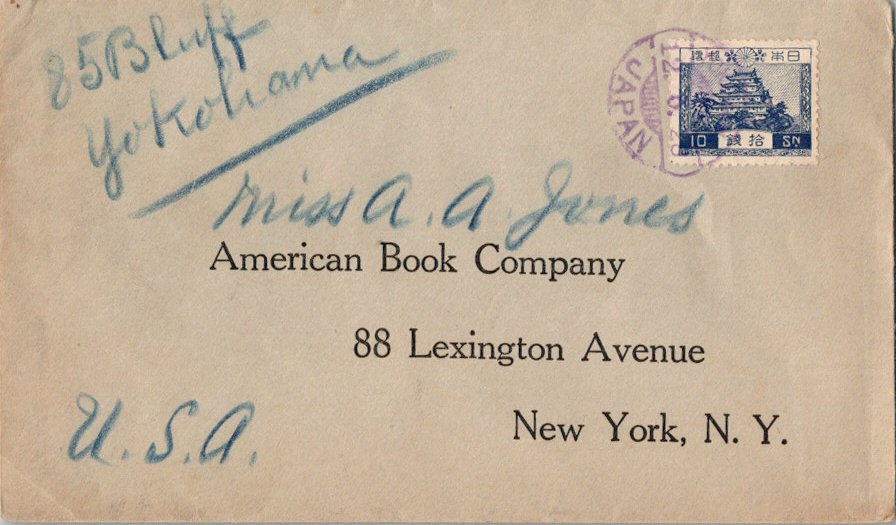 85 Bluff
Yokohama
日本郵便
10 錢拾 SN
JAPAN
Miss A. A. Jones
American Book Company
88 Lexington Avenue
New York, N. Y.
U.S.A.